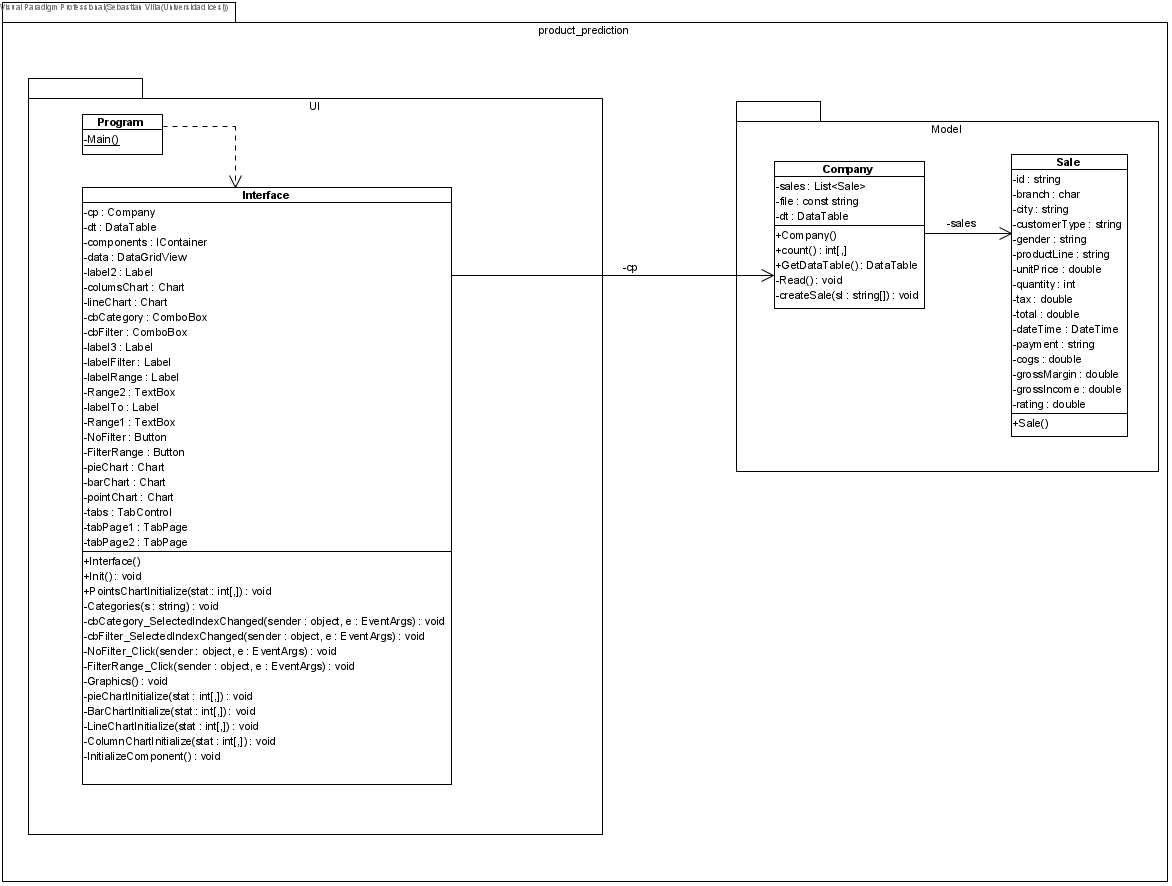 Visual Paradigm Professional(Sebastian Villa(Universidad Icesi))
product_prediction
UI
Program
-Main()
Interface
-cp : Company
-dt : DataTable
-components : IContainer
-data : DataGridView
-label2 : Label
-columsChart : Chart
-lineChart : Chart
-cbCategory : ComboBox
-cbFilter : ComboBox
-label3 : Label
-labelFilter : Label
-labelRange : Label
-Range2 : TextBox
-labelTo : Label
-Range1 : TextBox
-NoFilter : Button
-FilterRange : Button
-pieChart : Chart
-barChart : Chart
-pointChart : Chart
-tabs : TabControl
-tabPage1 : TabPage
-tabPage2 : TabPage
+Interface()
+Init() : void
+PointsChartInitialize(stat : int[,]) : void
-Categories(s : string) : void
-cbCategory_SelectedIndexChanged(sender : object, e : EventArgs) : void
-cbFilter_SelectedIndexChanged(sender : object, e : EventArgs) : void
-NoFilter_Click(sender : object, e : EventArgs) : void
-FilterRange_Click(sender : object, e : EventArgs) : void
-Graphics() : void
-pieChartInitialize(stat : int[,]) : void
-BarChartInitialize(stat : int[,]) : void
-LineChartInitialize(stat : int[,]) : void
-ColumnChartInitialize(stat : int[,]) : void
-InitializeComponent() : void
-cp
Model
Company
-sales : List<Sale>
-file : const string
-dt : DataTable
+Company()
+count() : int[,]
+GetDataTable() : DataTable
-Read() : void
-createSale(sl : string[]) : void
-sales
Sale
-id : string
-branch : char
-city : string
-customerType : string
-gender : string
-productLine : string
-unitPrice : double
-quantity : int
-tax : double
-total : double
-dateTime : DateTime
-payment : string
-cogs : double
-grossMargin : double
-grossIncome : double
-rating : double
+Sale()